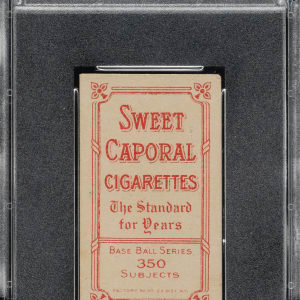 SWEET
CAPORAL
CIGARETTES
The Standard
for Years
BASE BALL SERIES
350
SUBJECTS